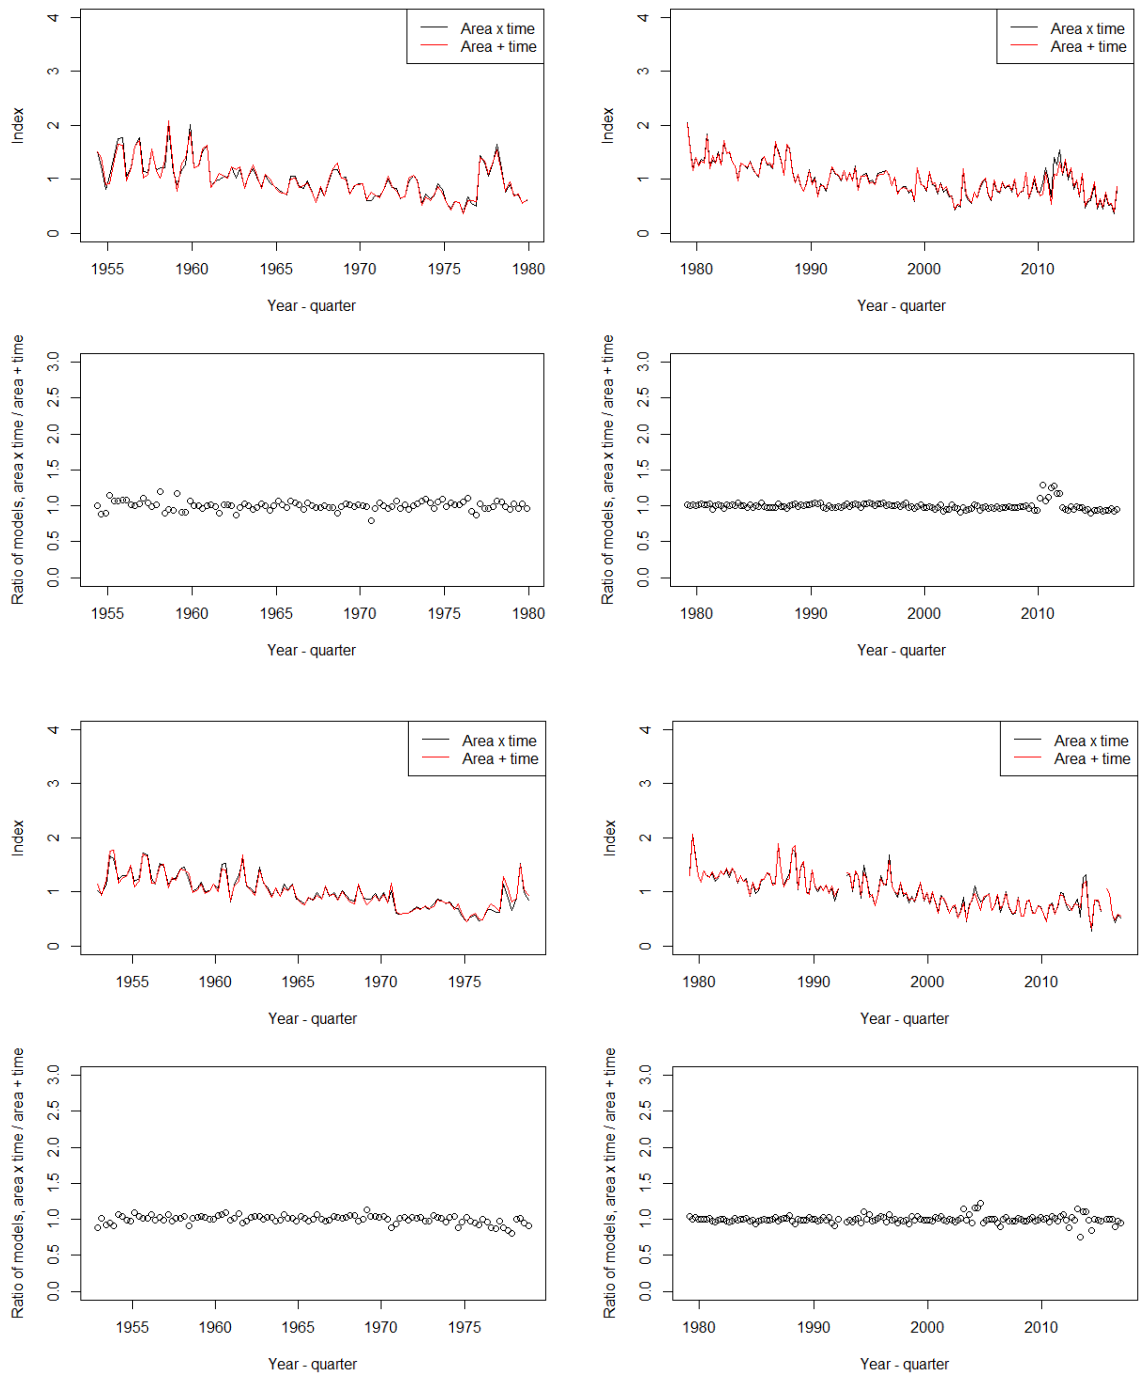 Area x time
Area + time
4
3
2
1
0
Index
1955 1960 1965 1970 1975 1980
Year - quarter
Area x time
Area + time
4
3
2
1
0
Index
1980 1990 2000 2010
Year - quarter
3.0
2.5
2.0
1.5
1.0
0.5
0.0
Ratio of models, area x time / area + time
1955 1960 1965 1970 1975 1980
Year - quarter
3.0
2.5
2.0
1.5
1.0
0.5
0.0
Ratio of models, area x time / area + time
1980 1990 2000 2010
Year - quarter
Area x time
Area + time
4
3
2
1
0
Index
1955 1960 1965 1970 1975
Year - quarter
Area x time
Area + time
4
3
2
1
0
Index
1980 1990 2000 2010
Year - quarter
3.0
2.5
2.0
1.5
1.0
0.5
0.0
Ratio of models, area x time / area + time
1955 1960 1965 1970 1975
Year - quarter
3.0
2.5
2.0
1.5
1.0
0.5
0.0
Ratio of models, area x time / area + time
1980 1990 2000 2010
Year - quarter